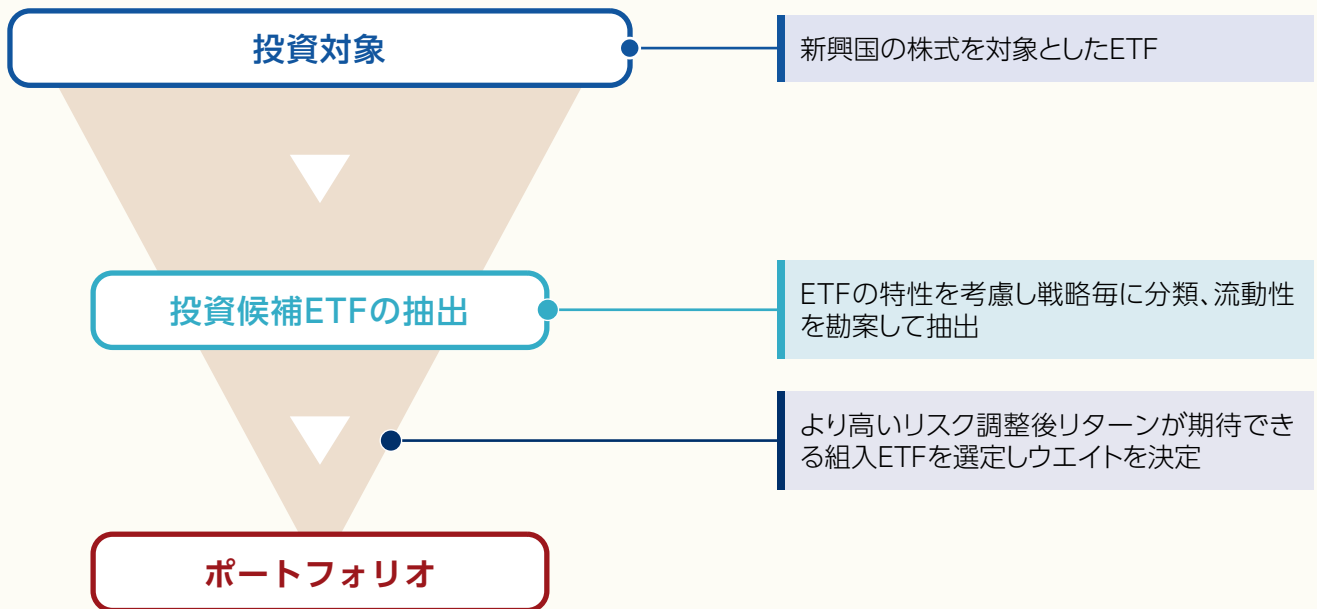 投資対象
新興国の株式を対象としたETF
投資候補ETFの抽出
ETFの特性を考慮し戦略毎に分類、流動性
を勘案して抽出
より高いリスク調整後リターンが期待でき
る組入ETFを選定しウエイトを決定
ポートフォリオ